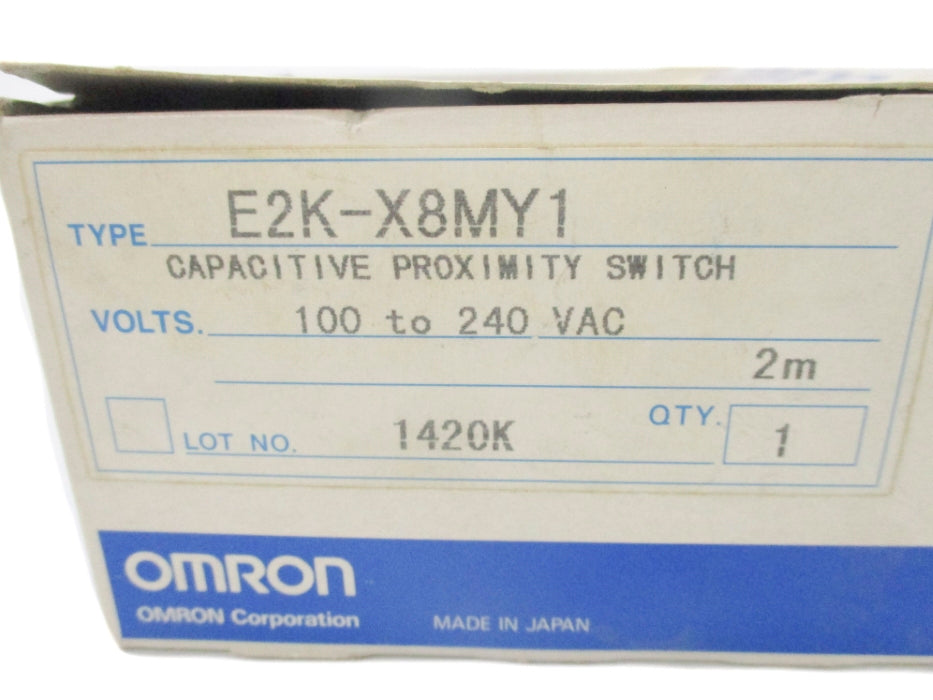 TYPE E2K-X8MY1
CAPACITIVE PROXIMITY SWITCH
VOLTS. 100 to 240 VAC
2m
LOT NO. 1420K QTY. 1
OMRON
OMRON Corporation MADE IN JAPAN